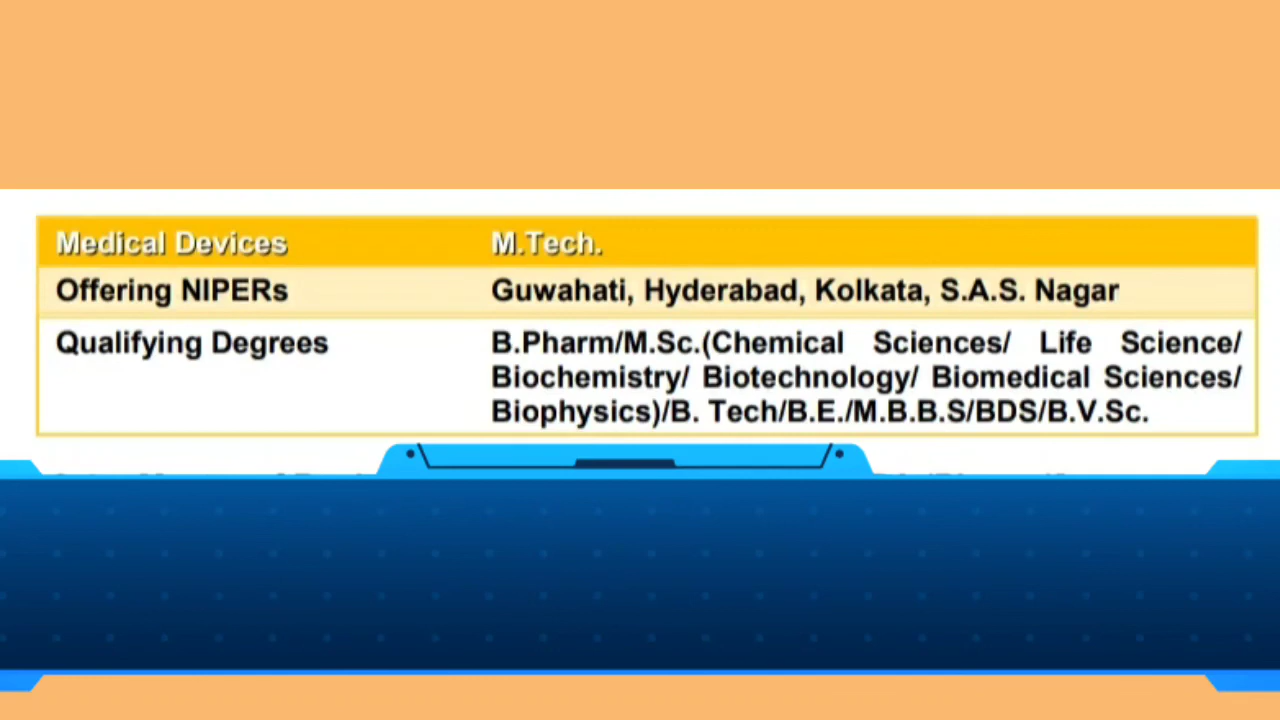 Medical Devices M.Tech.
Offering NIPERs Guwahati, Hyderabad, Kolkata, S.A.S. Nagar
Qualifying Degrees B.Pharm/M.Sc.(Chemical Sciences/ Life Science/
Biochemistry/ Biotechnology/ Biomedical Sciences/
Biophysics)/B. Tech/B.E./M.B.B.S/BDS/B.V.Sc.